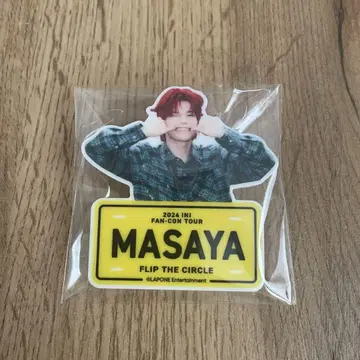 2024 INI
FAN-CON TOUR
MASAYA
FLIP THE CIRCLE
©LAPONE Entertainment